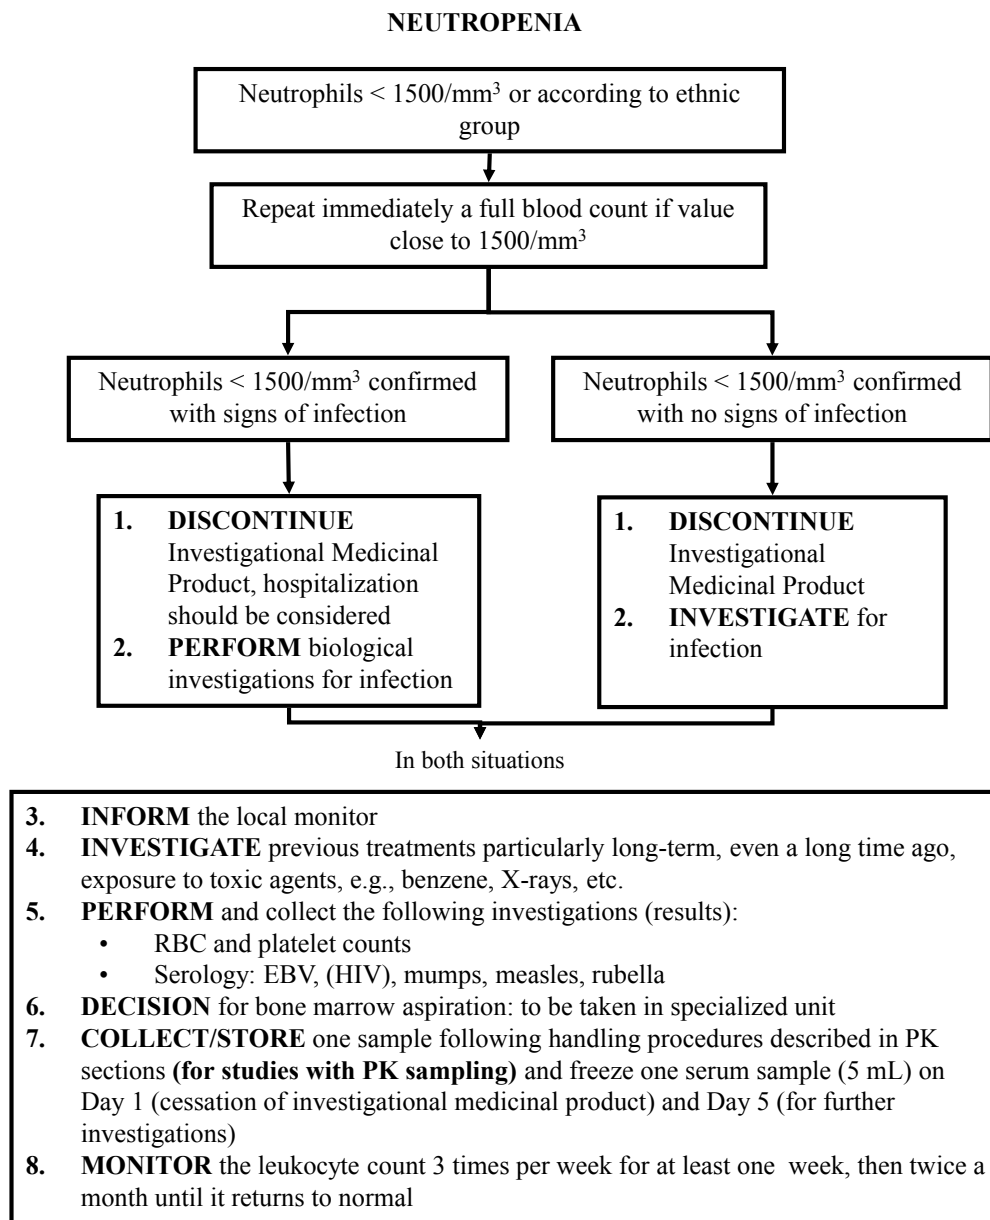 NEUTROPENIA
Neutrophils < 1500/mm³ or according to ethnic
group
Repeat immediately a full blood count if value
close to 1500/mm³
Neutrophils < 1500/mm³ confirmed
with signs of infection
Neutrophils < 1500/mm³ confirmed
with no signs of infection
1. DISCONTINUE
Investigational Medicinal
Product, hospitalization
should be considered
2. PERFORM biological
investigations for infection
1. DISCONTINUE
Investigational
Medicinal Product
2. INVESTIGATE for
infection
In both situations
3. INFORM the local monitor
4. INVESTIGATE previous treatments particularly long-term, even a long time ago,
exposure to toxic agents, e.g., benzene, X-rays, etc.
5. PERFORM and collect the following investigations (results):
• RBC and platelet counts
• Serology: EBV, (HIV), mumps, measles, rubella
6. DECISION for bone marrow aspiration: to be taken in specialized unit
7. COLLECT/STORE one sample following handling procedures described in PK
sections (for studies with PK sampling) and freeze one serum sample (5 mL) on
Day 1 (cessation of investigational medicinal product) and Day 5 (for further
investigations)
8. MONITOR the leukocyte count 3 times per week for at least one week, then twice a
month until it returns to normal